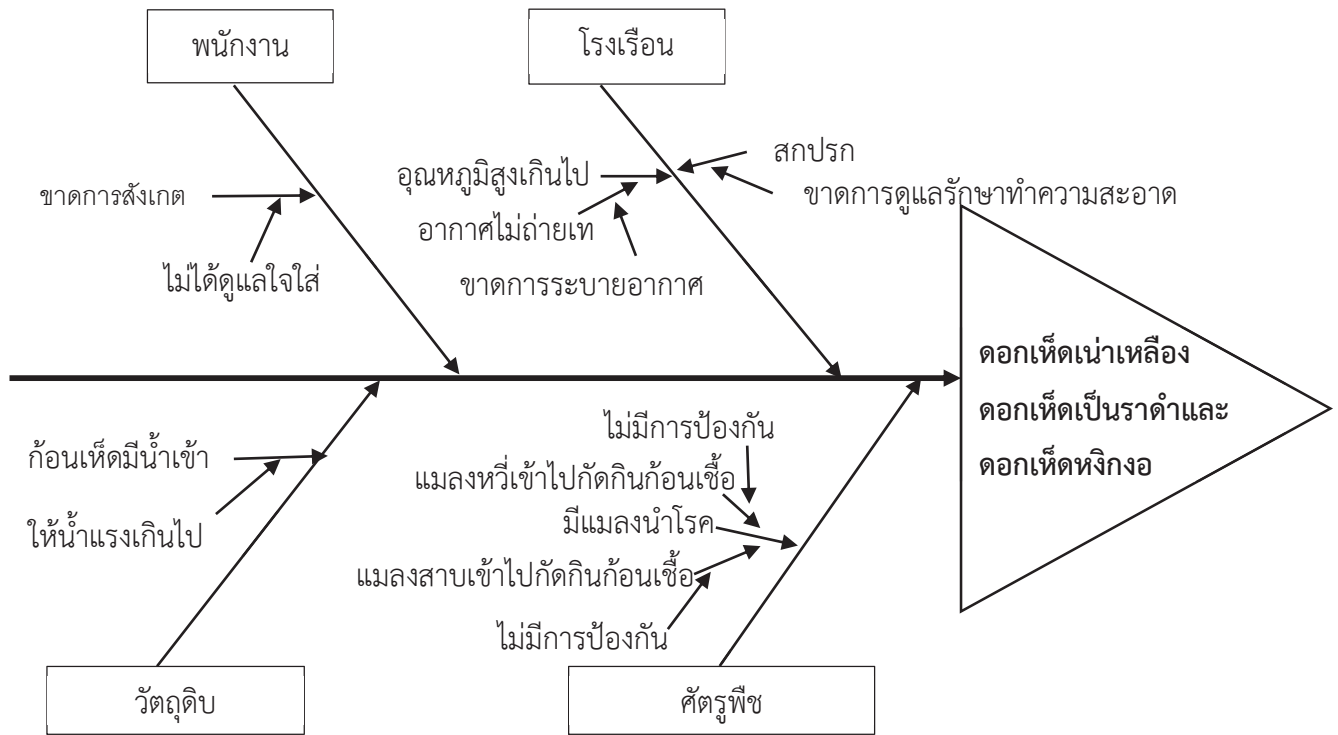 พนักงาน
โรงเรือน
ขาดการสังเกต
ไม่ได้ดูแลใจใส่
อุณหภูมิสูงเกินไป
อากาศไม่ถ่ายเท
ขาดการระบายอากาศ
สกปรก
ขาดการดูแลรักษาทำความสะอาด
ดอกเห็ดเน่าเหลือง
ดอกเห็ดเป็นราดำและ
ดอกเห็ดหงิกงอ
ก้อนเห็ดมีน้ำเข้า
ให้น้ำแรงเกินไป
ไม่มีการป้องกัน
แมลงหวี่เข้าไปกัดกินก้อนเชื้อ
มีแมลงนำโรค
แมลงสาบเข้าไปกัดกินก้อนเชื้อ
ไม่มีการป้องกัน
วัตถุดิบ
ศัตรูพืช